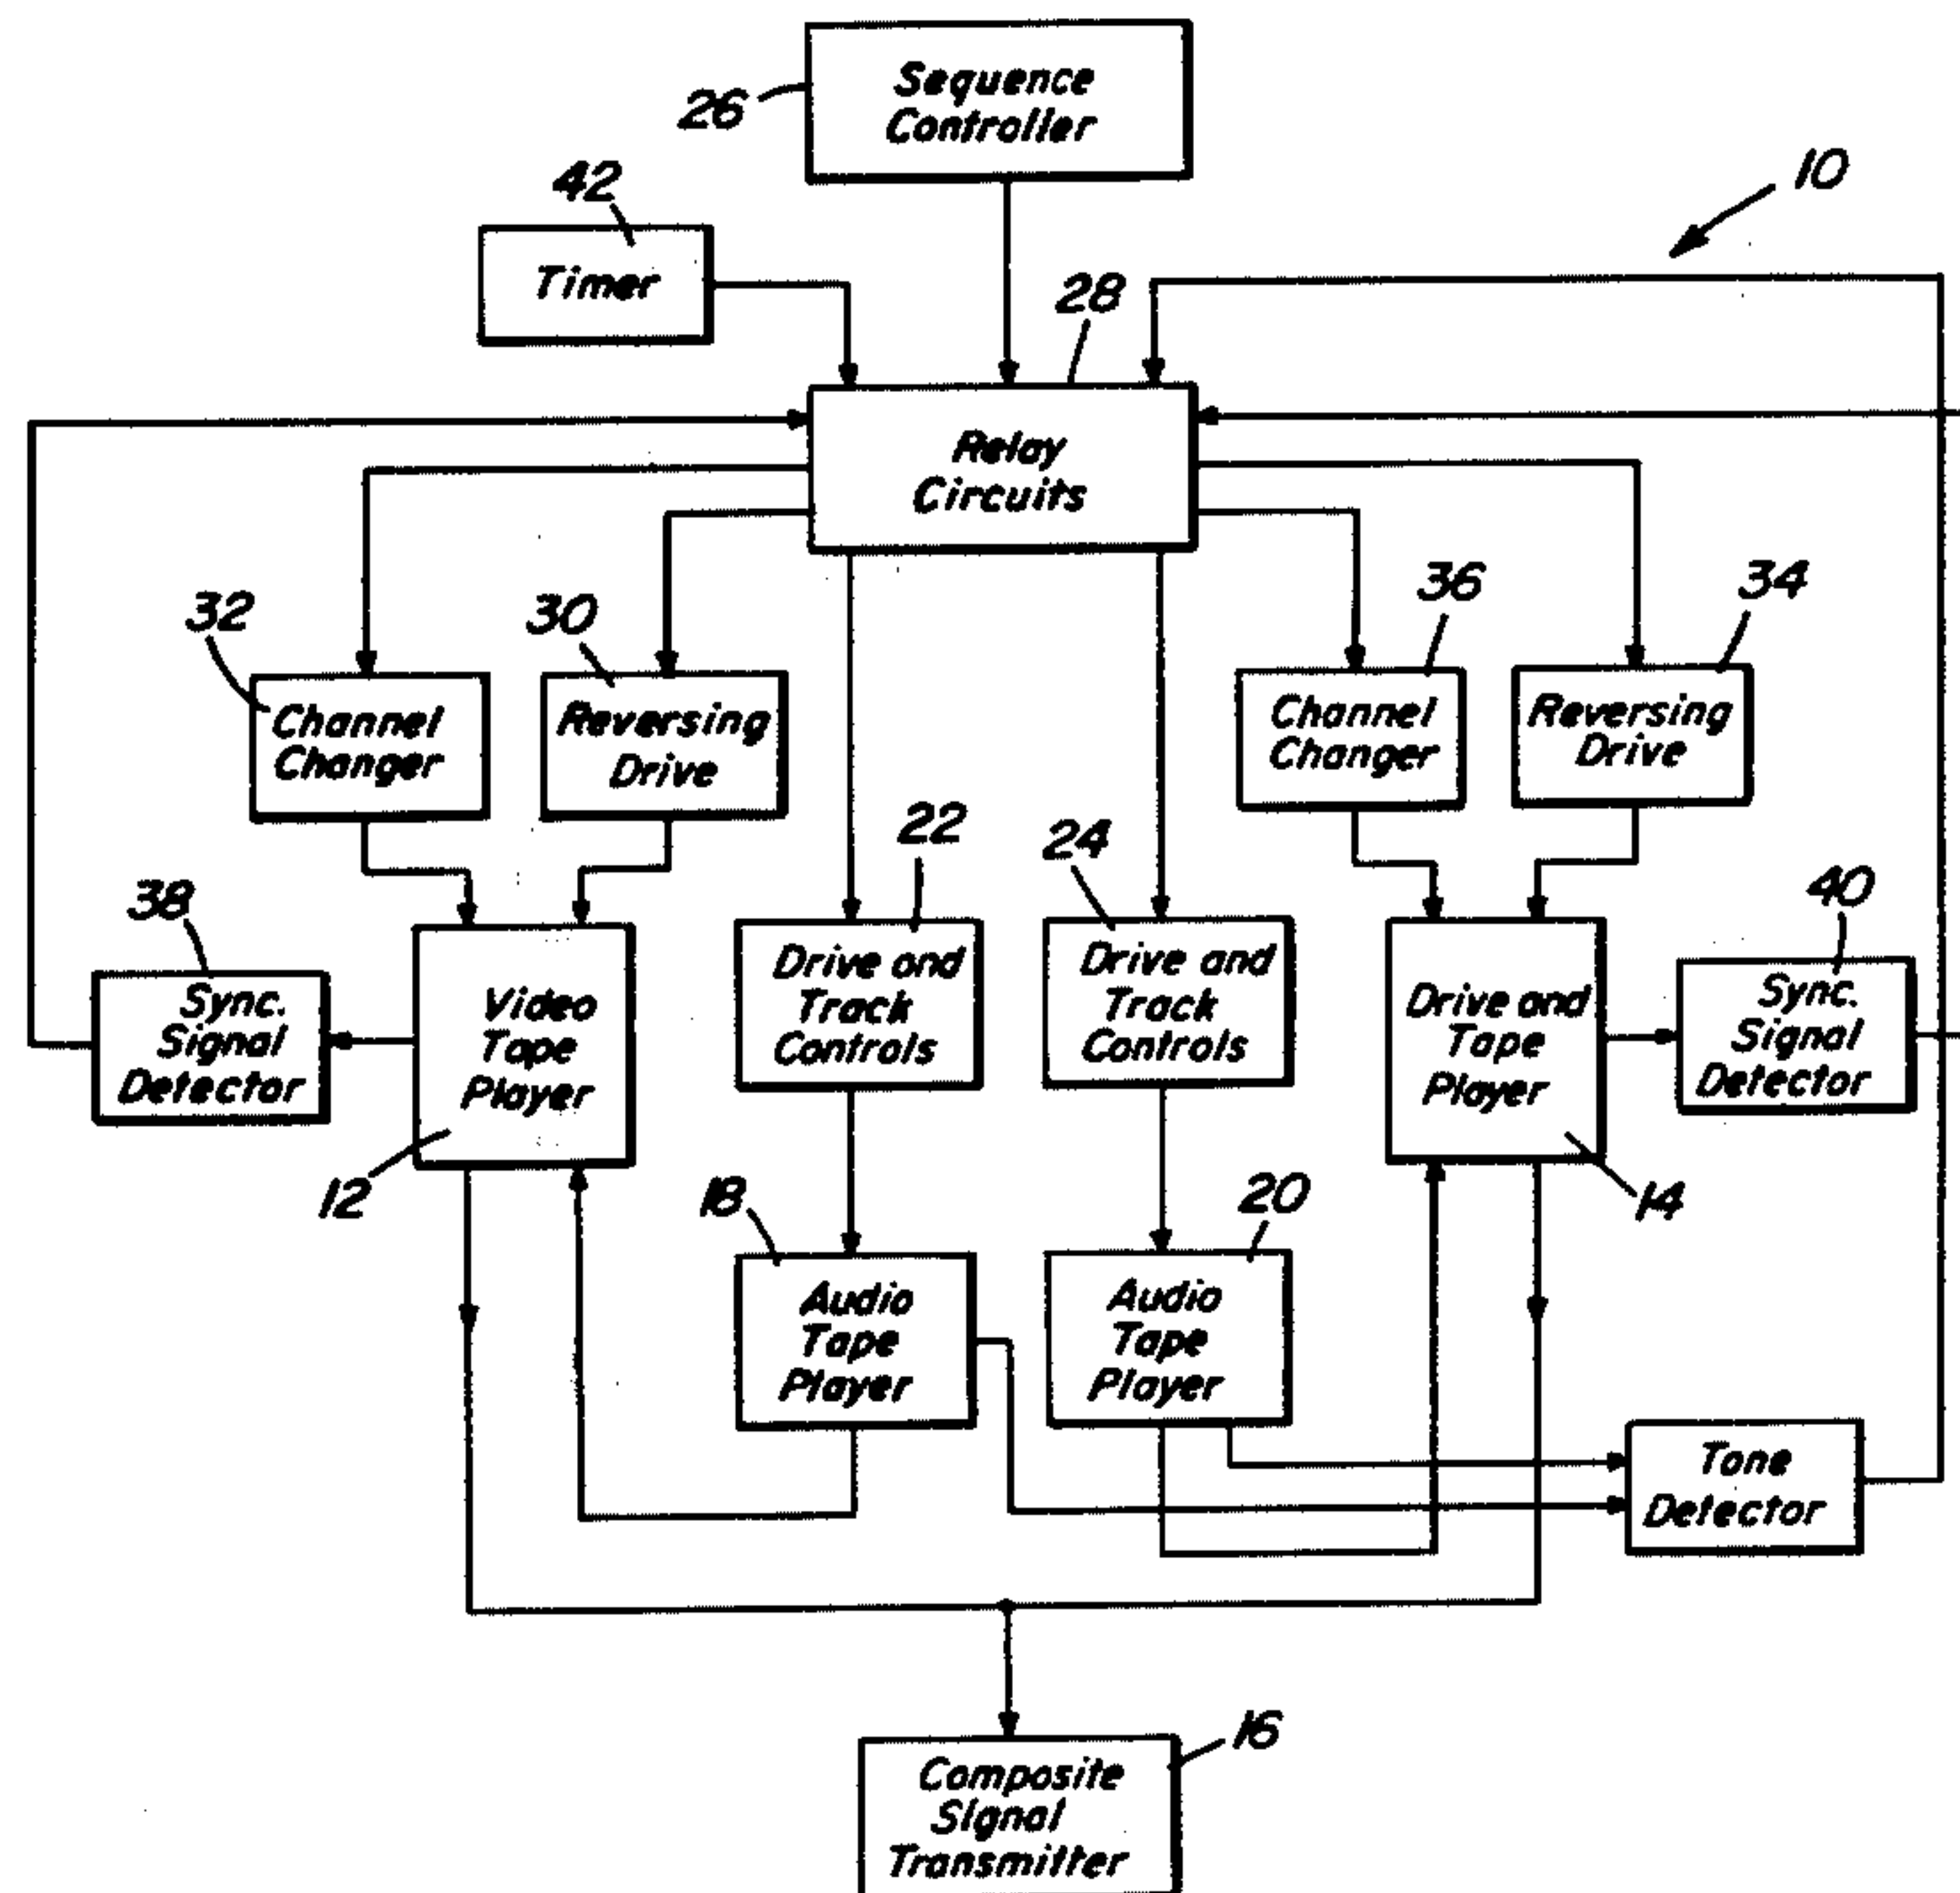 Sequence
Controller
26
10
42
Timer
28
Relay
Circuits
32
30
36
34
Channel
Changer
Reversing
Drive
Channel
Changer
Reversing
Drive
22
24
38
40
Sync.
Signal
Detector
Video
Tape
Player
Drive and
Track
Controls
Drive and
Track
Controls
Drive and
Tape
Player
Sync.
Signal
Detector
12
18
20
14
Audio
Tape
Player
Audio
Tape
Player
Tone
Detector
16
Composite
Signal
Transmitter